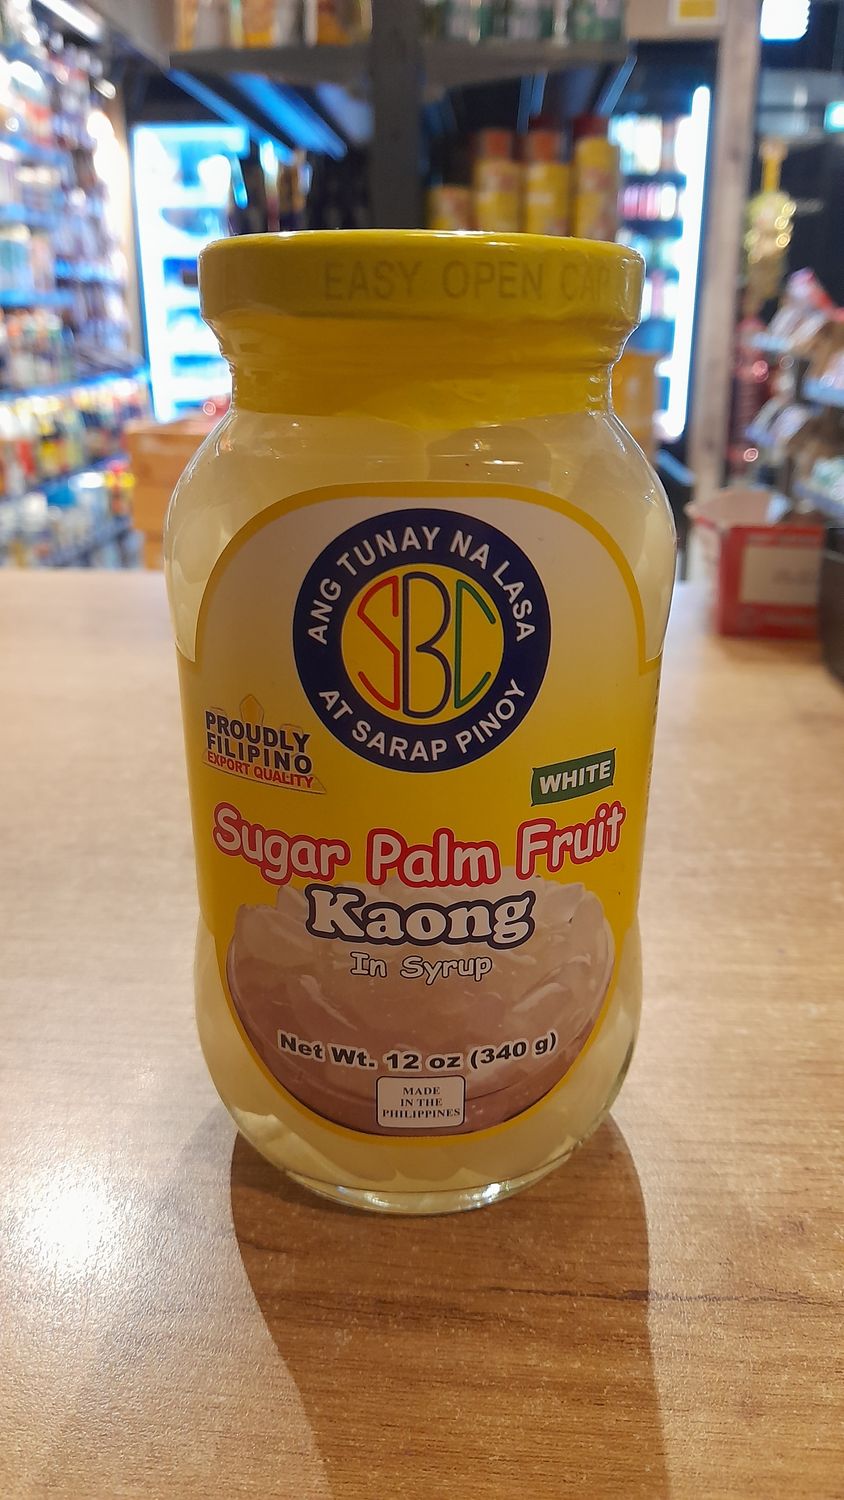 EASY OPEN CAP
ANG TUNAY NA LASA
SBC
AT SARAP PINOY
PROUDLY
FILIPINO
EXPORT QUALITY
WHITE
Sugar Palm Fruit
Kaong
In Syrup
Net Wt. 12 oz (340 g)
MADE
IN THE
PHILIPPINES